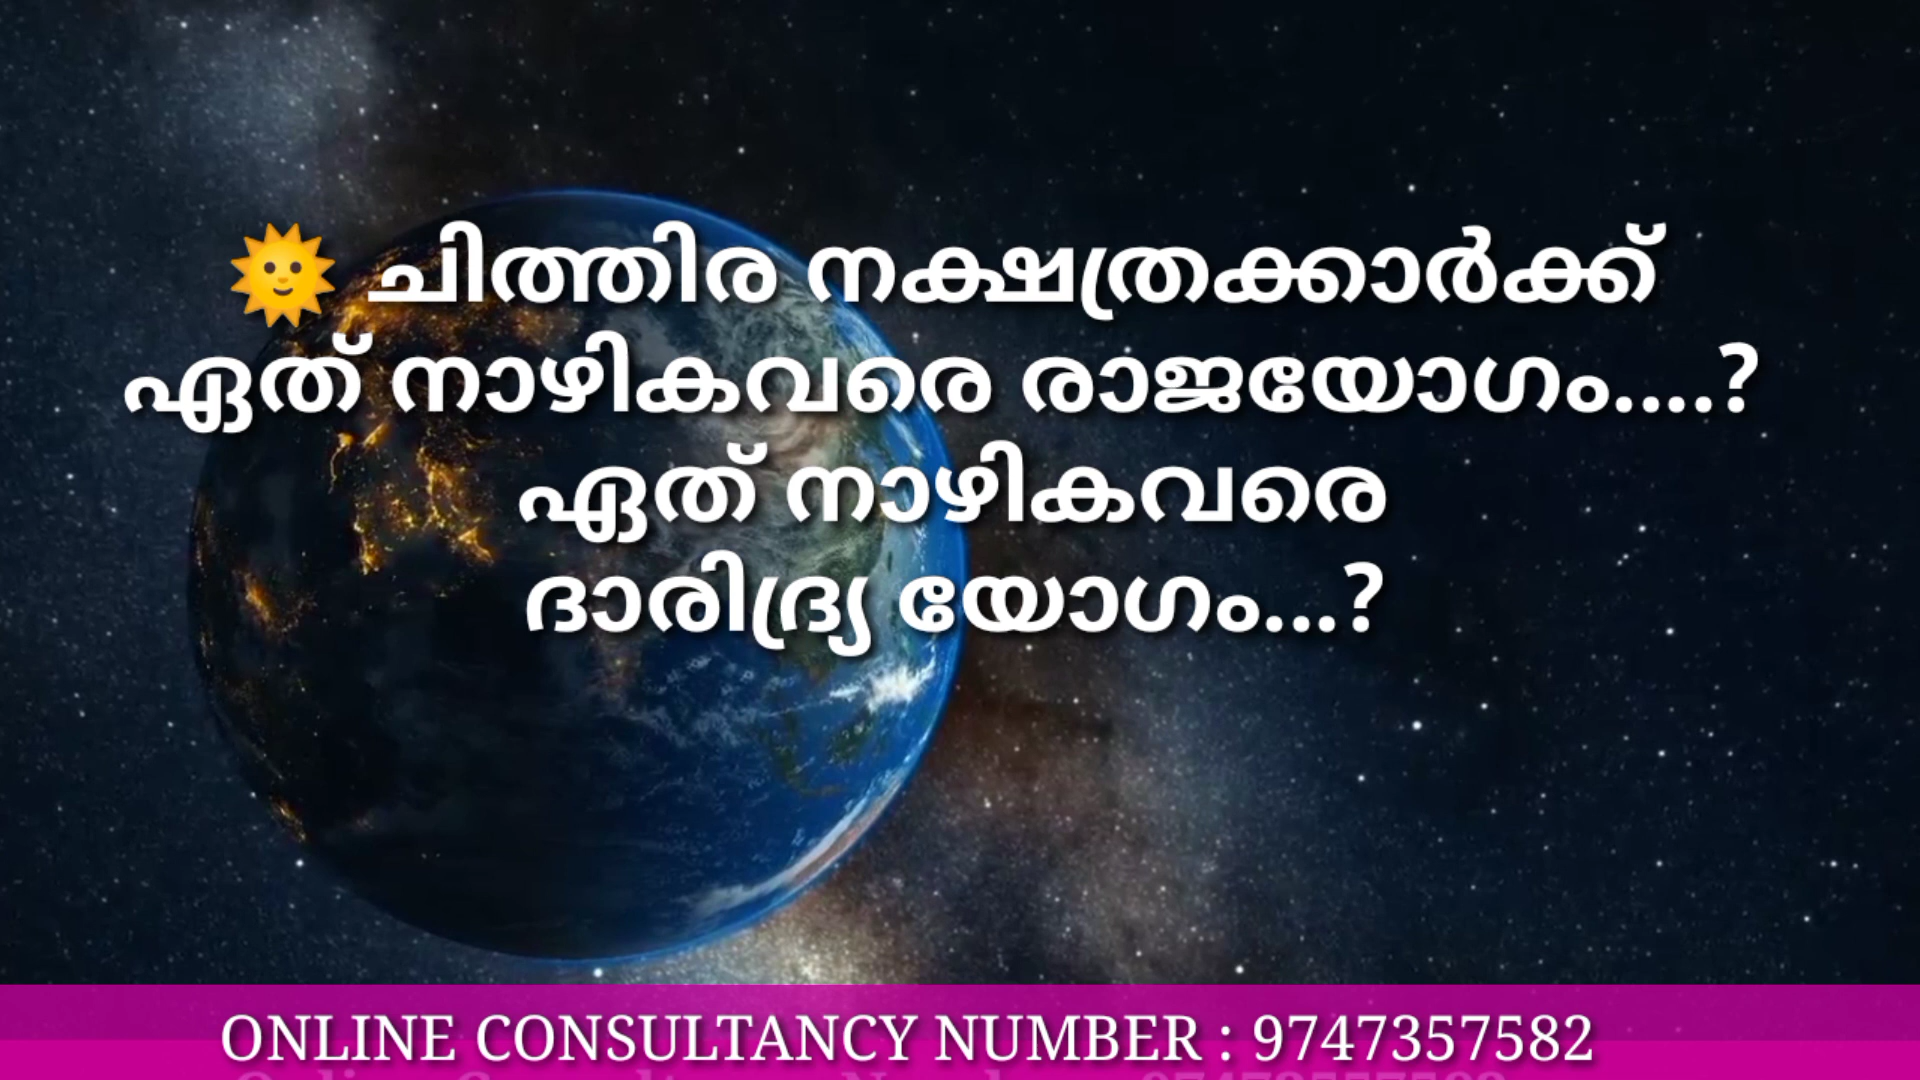 🌞 ചിത്തിര നക്ഷത്രക്കാർക്ക്
ഏത് നാഴികവരെ രാജയോഗം....?
ഏത് നാഴികവരെ
ദാരിദ്ര്യ യോഗം...?
ONLINE CONSULTANCY NUMBER : 9747357582